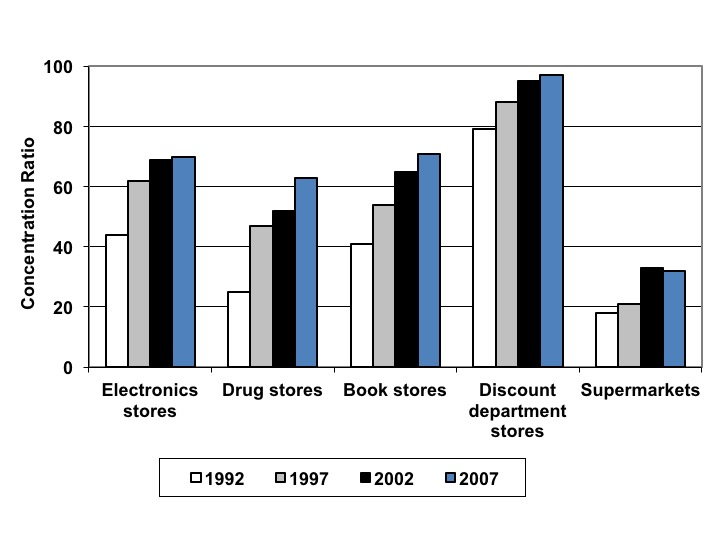 100
80
60
40
20
0
Concentration Ratio
Electronics stores
Drug stores
Book stores
Discount department stores
Supermarkets
1992 1997 2002 2007